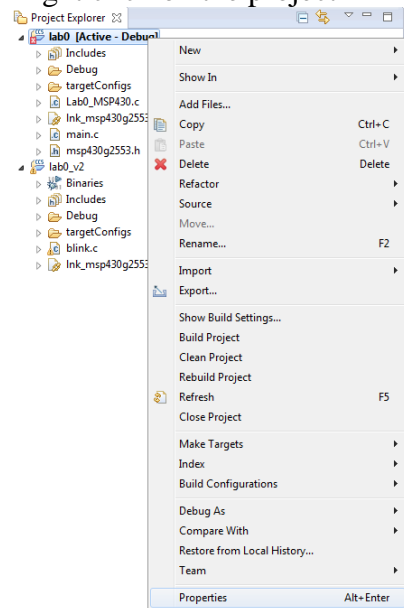 Project Explorer
lab0 [Active - Debug]
Includes
Debug
targetConfigs
Lab0_MSP430.c
lnk_msp430g2553
main.c
msp430g2553.h
lab0_v2
Binaries
Includes
Debug
targetConfigs
blink.c
lnk_msp430g2553
New
Show In
Add Files...
Copy Ctrl+C
Paste Ctrl+V
Delete Delete
Refactor
Source
Move...
Rename... F2
Import
Export...
Show Build Settings...
Build Project
Clean Project
Rebuild Project
Refresh F5
Close Project
Make Targets
Index
Build Configurations
Debug As
Compare With
Restore from Local History...
Team
Properties Alt+Enter